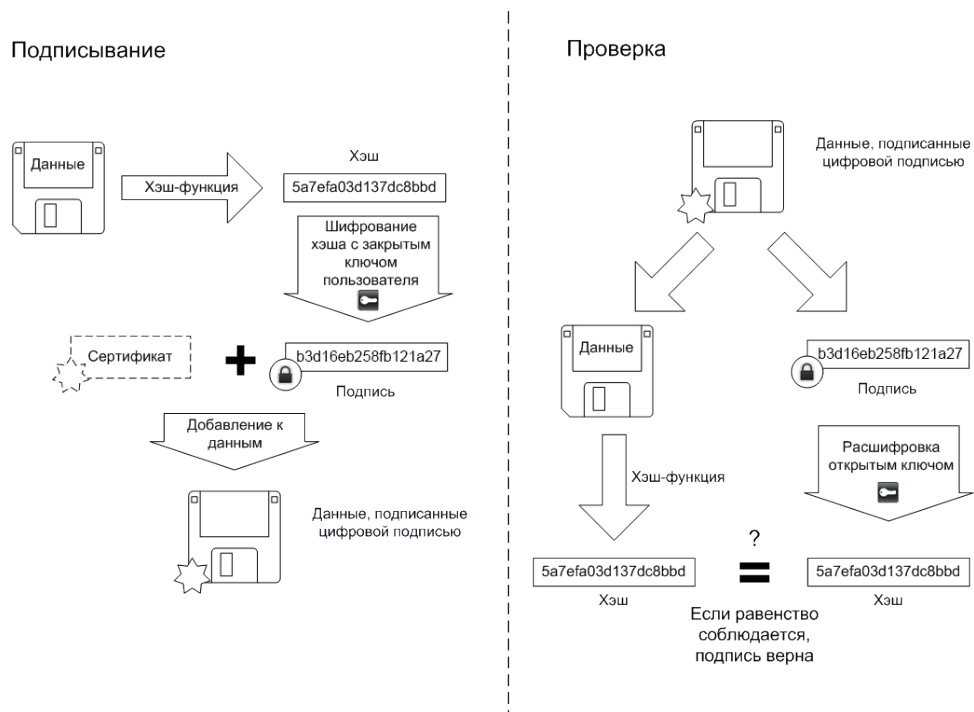 Подписывание
Данные
Хэш-функция
Хэш
5a7efa03d137dc8bbd
Шифрование
хэша с закрытым
ключом
пользователя
Сертификат
+
b3d16eb258fb121a27
Подпись
Добавление к
данным
Данные, подписанные
цифровой подписью
Проверка
Данные, подписанные
цифровой подписью
Данные
b3d16eb258fb121a27
Подпись
Хэш-функция
Расшифровка
открытым ключом
5a7efa03d137dc8bbd
Хэш
?
=
5a7efa03d137dc8bbd
Хэш
Если равенство
соблюдается,
подпись верна